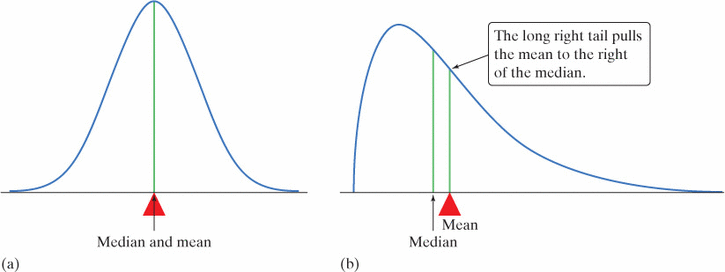 The long right tail pulls
the mean to the right
of the median.
Median and mean
Mean
Median
(a)
(b)